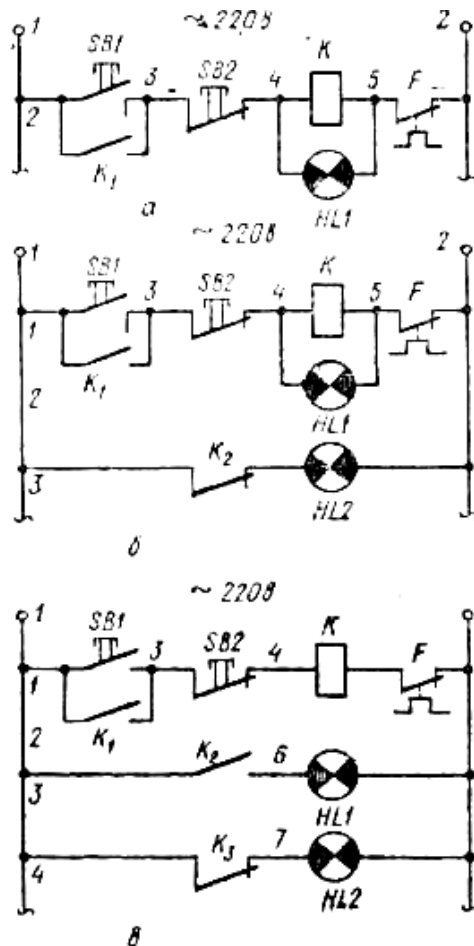 1 ~220В 2
SB1 3 SB2 4 K 5 F
2
K₁
HL1
а
1 ~220В 2
SB1 3 SB2 4 K 5 F
1
K₁
2 HL1
K₂
3 HL2
б
~220В
1
SB1 3 SB2 4 K F
1
K₁
2 K₂ 6
3 HL1
K₃ 7
4 HL2
в